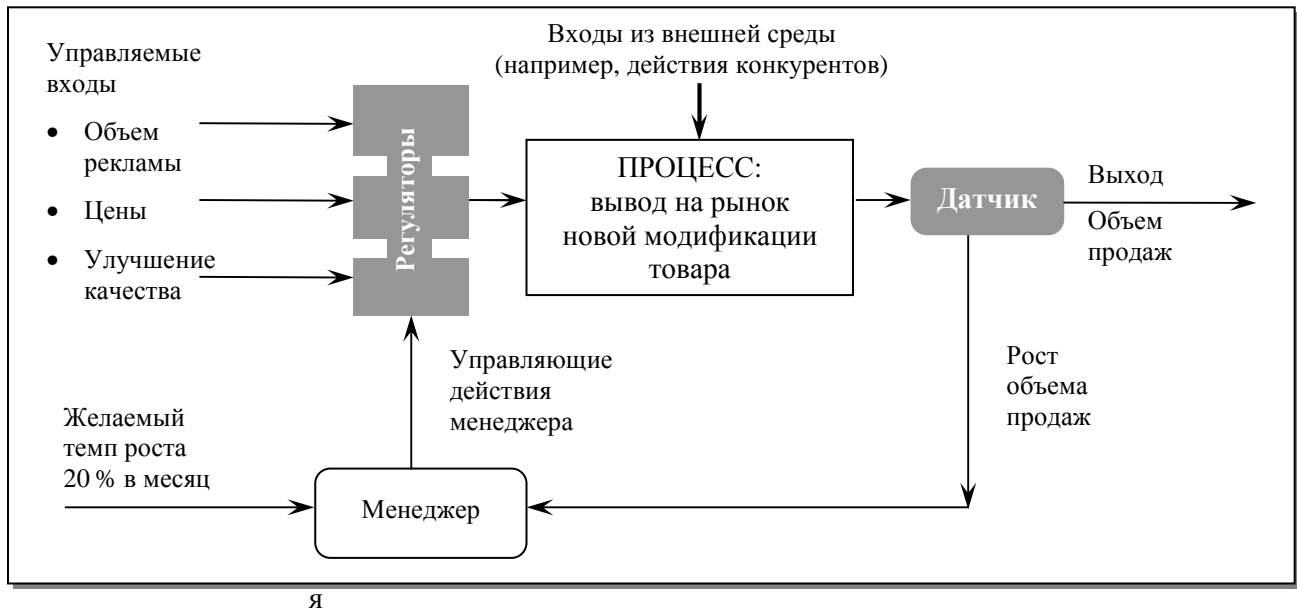 Управляемые
входы
• Объем
рекламы
• Цены
• Улучшение
качества
Регуляторы
Входы из внешней среды
(например, действия конкурентов)
ПРОЦЕСС:
вывод на рынок
новой модификации
товара
Датчик
Выход
Объем
продаж
Управляющие
действия
менеджера
Рост
объема
продаж
Желаемый
темп роста
20 % в месяц
Менеджер
я